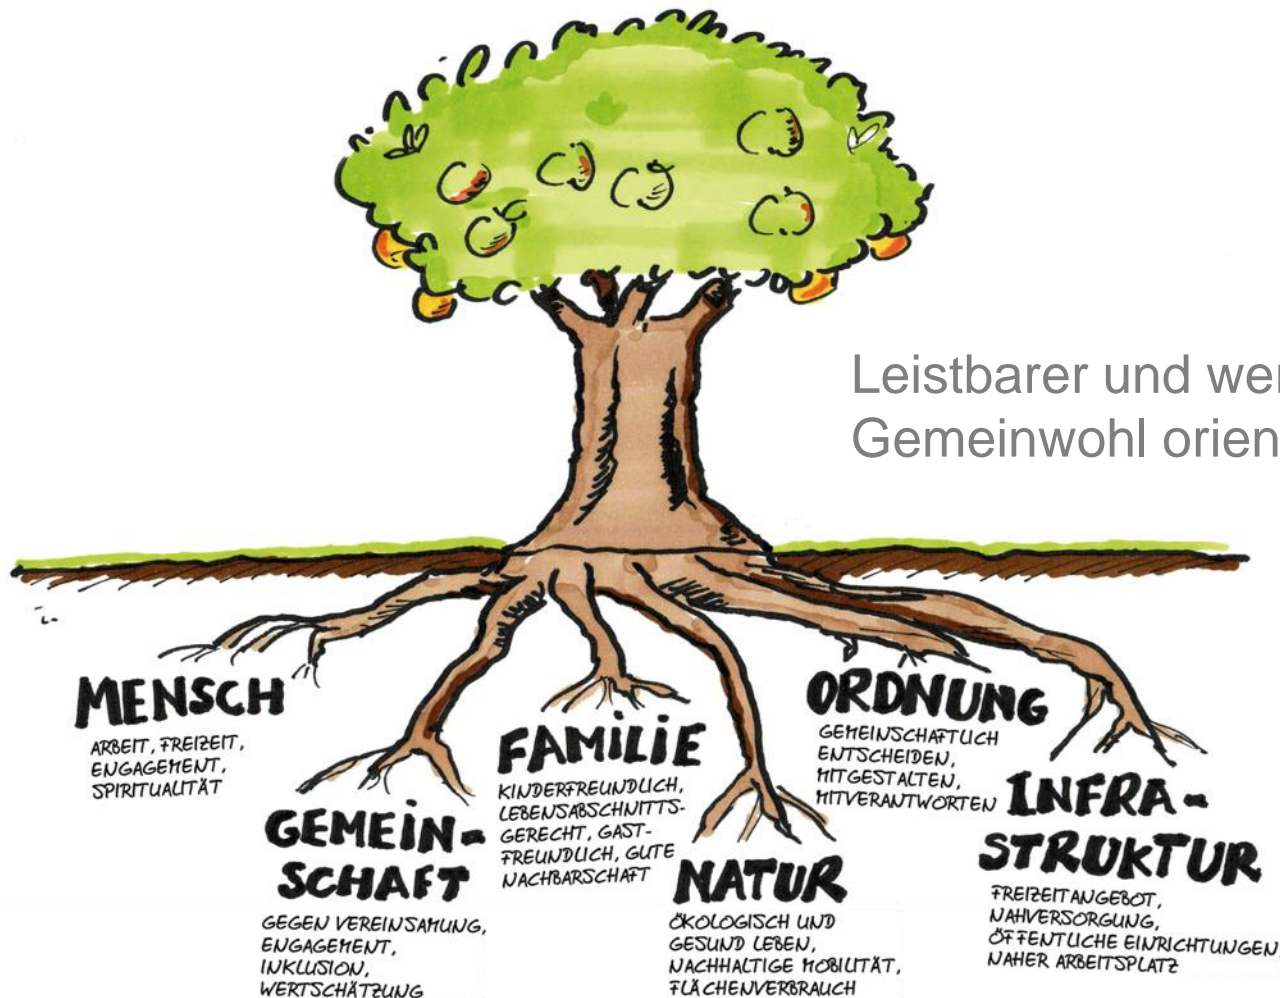 Leistbarer und wer
Gemeinwohl orien
MENSCH
ARBEIT, FREIZEIT,
ENGAGEMENT,
SPIRITUALITÄT
GEMEIN-
SCHAFT
GEGEN VEREINSAMUNG,
ENGAGEMENT,
INKLUSION,
WERTSCHÄTZUNG
FAMiLiE
KINDERFREUNDLICH,
LEBENSABSCHNITTS-
GERECHT, GAST-
FREUNDLICH, GUTE
NACHBARSCHAFT
NATUR
ÖKOLOGISCH UND
GESUND LEBEN,
NACHHALTIGE MOBILITÄT,
FLÄCHENVERBRAUCH
ORDNUNG
GEMEINSCHAFTLICH
ENTSCHEIDEN,
MITGESTALTEN,
MITVERANTWORTEN
INFRA-
STRUKTUR
FREIZEITANGEBOT,
NAHVERSORGUNG,
ÖFFENTLICHE EINRICHTUNGEN,
NAHER ARBEITSPLATZ